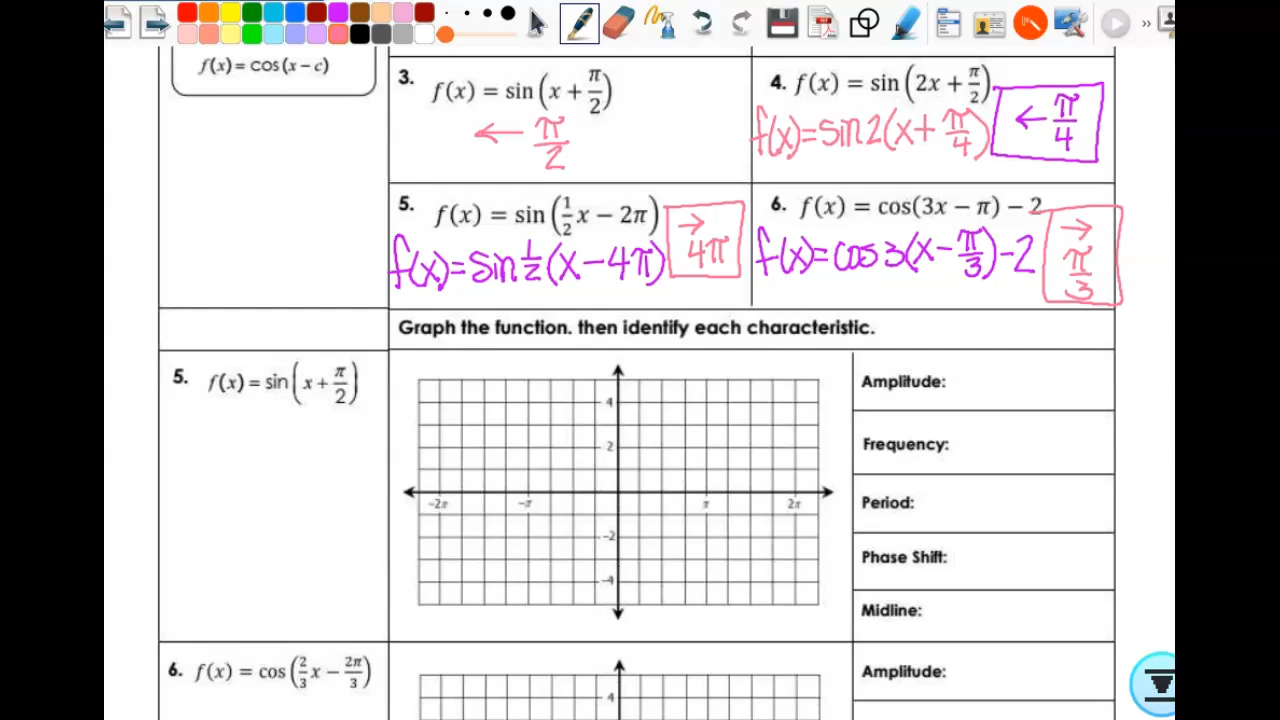 f(x) = cos(x − c)
3. f(x) = sin(x + π/2)
← π/2
4. f(x) = sin(2x + π/2)
f(x)=sin2(x+π/4)
← π/4
5. f(x) = sin(1/2x − 2π)
f(x)=sin1/2(x−4π)
→
4π
6. f(x) = cos(3x − π) − 2
f(x)=cos3(x−π/3)−2
→
π/3
Graph the function. then identify each characteristic.
5. f(x) = sin(x + π/2)
4
2
−2π −π π 2π
−2
−4
Amplitude:
Frequency:
Period:
Phase Shift:
Midline:
6. f(x) = cos(2/3x − 2π/3)
4
Amplitude: